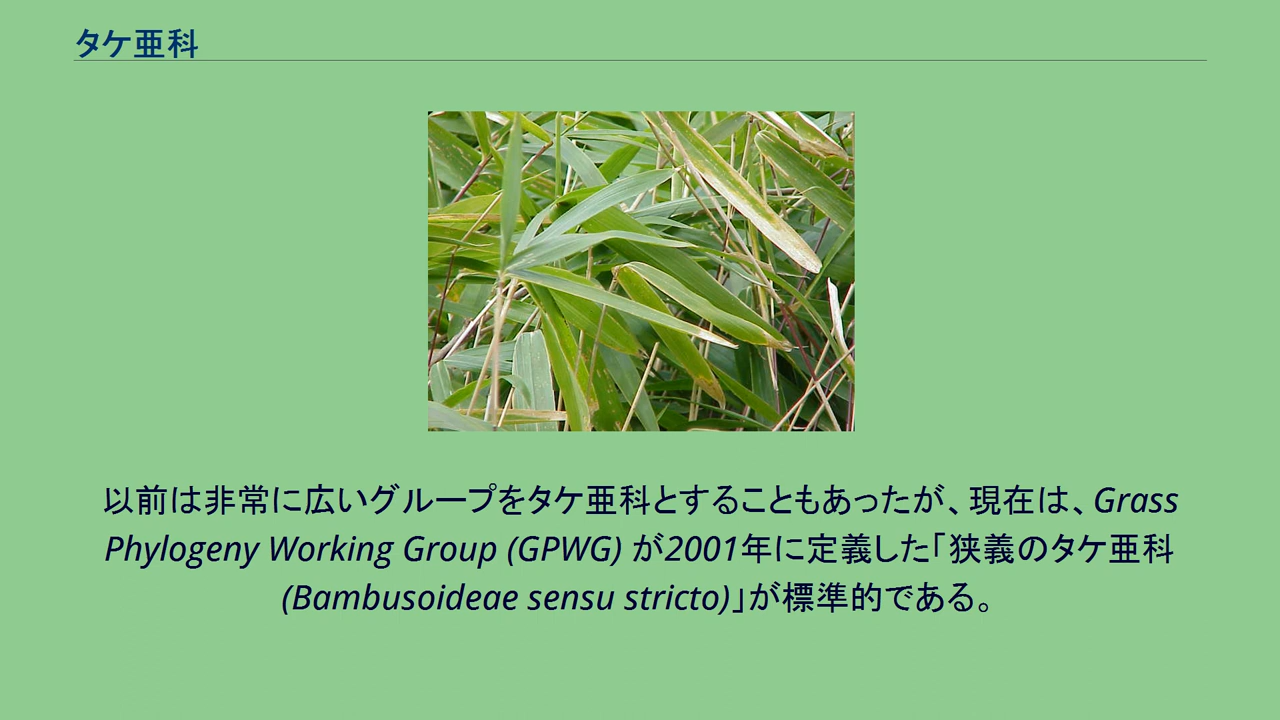 タケ亜科
以前は非常に広いグループをタケ亜科とすることもあったが、現在は、Grass
Phylogeny Working Group (GPWG) が2001年に定義した「狭義のタケ亜科
(Bambusoideae sensu stricto)」が標準的である。